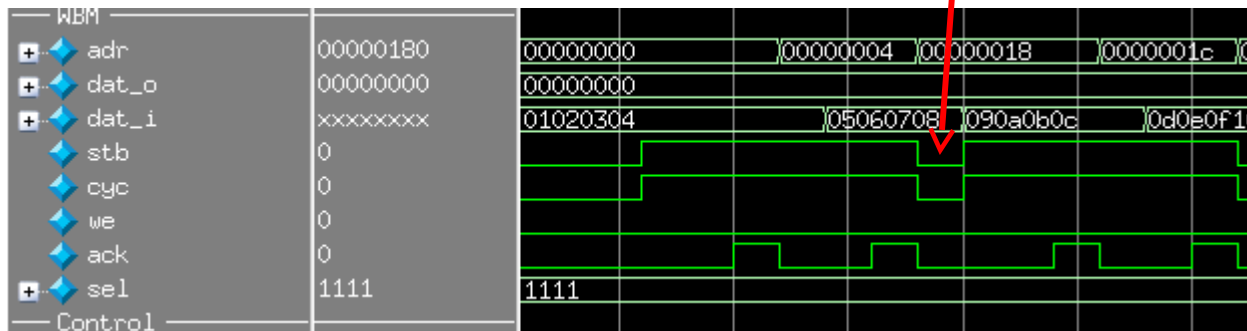 WBM
adr 00000180 00000000 00000004 00000018 0000001c
dat_o 00000000 00000000
dat_i xxxxxxxx 01020304 05060708 090a0b0c 0d0e0f1
stb 0
cyc 0
we 0
ack 0
sel 1111 1111
Control